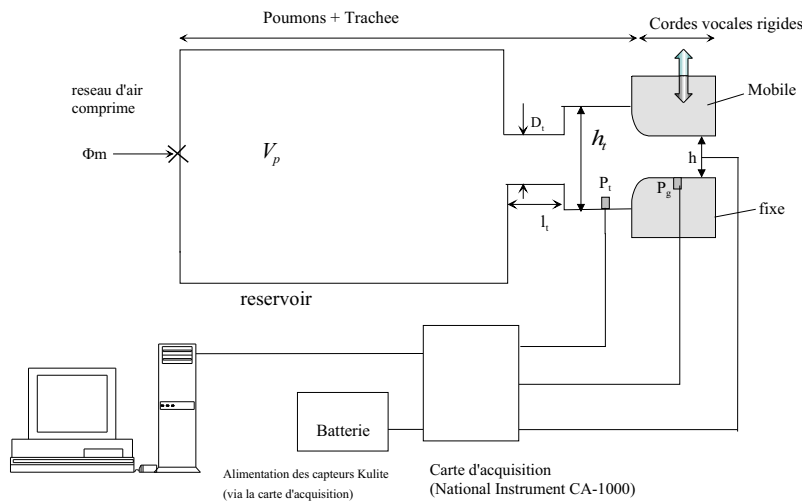 Poumons + Trachee
Cordes vocales rigides
reseau d'air
comprime
Φm
V_p
D_t
h_t
Mobile
h
P_t
P_g
fixe
l_t
reservoir
Batterie
Alimentation des capteurs Kulite
(via la carte d'acquisition)
Carte d'acquisition
(National Instrument CA-1000)